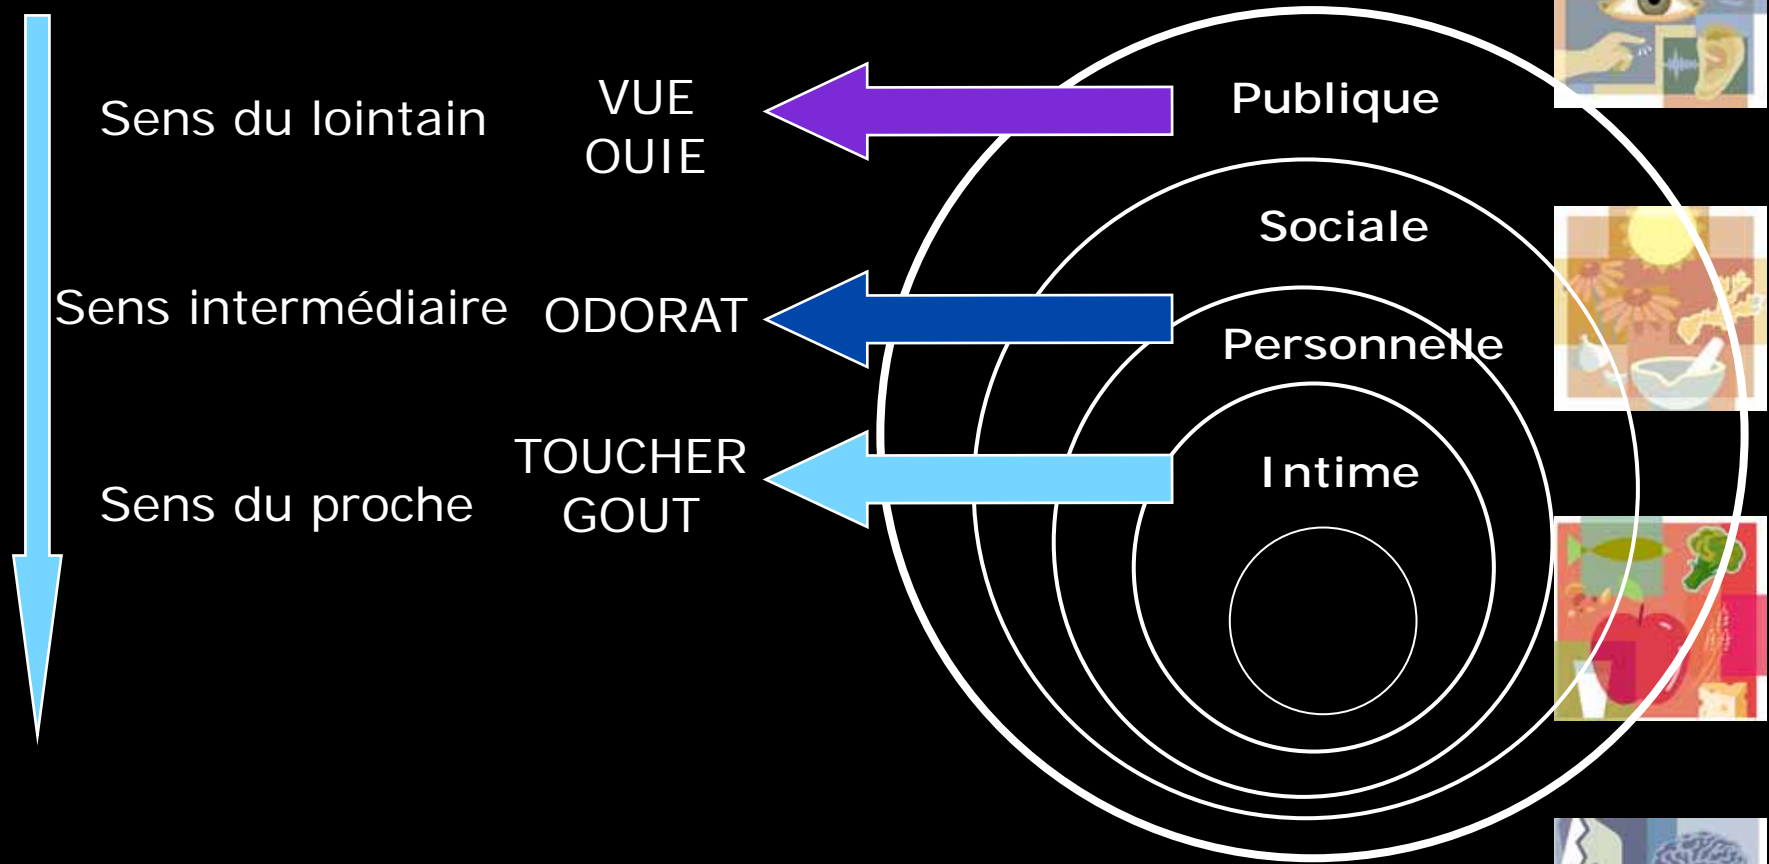 Sens du lointain
VUE
OUIE
Publique
Sociale
Sens intermédiaire
ODORAT
Personnelle
Sens du proche
TOUCHER
GOUT
Intime